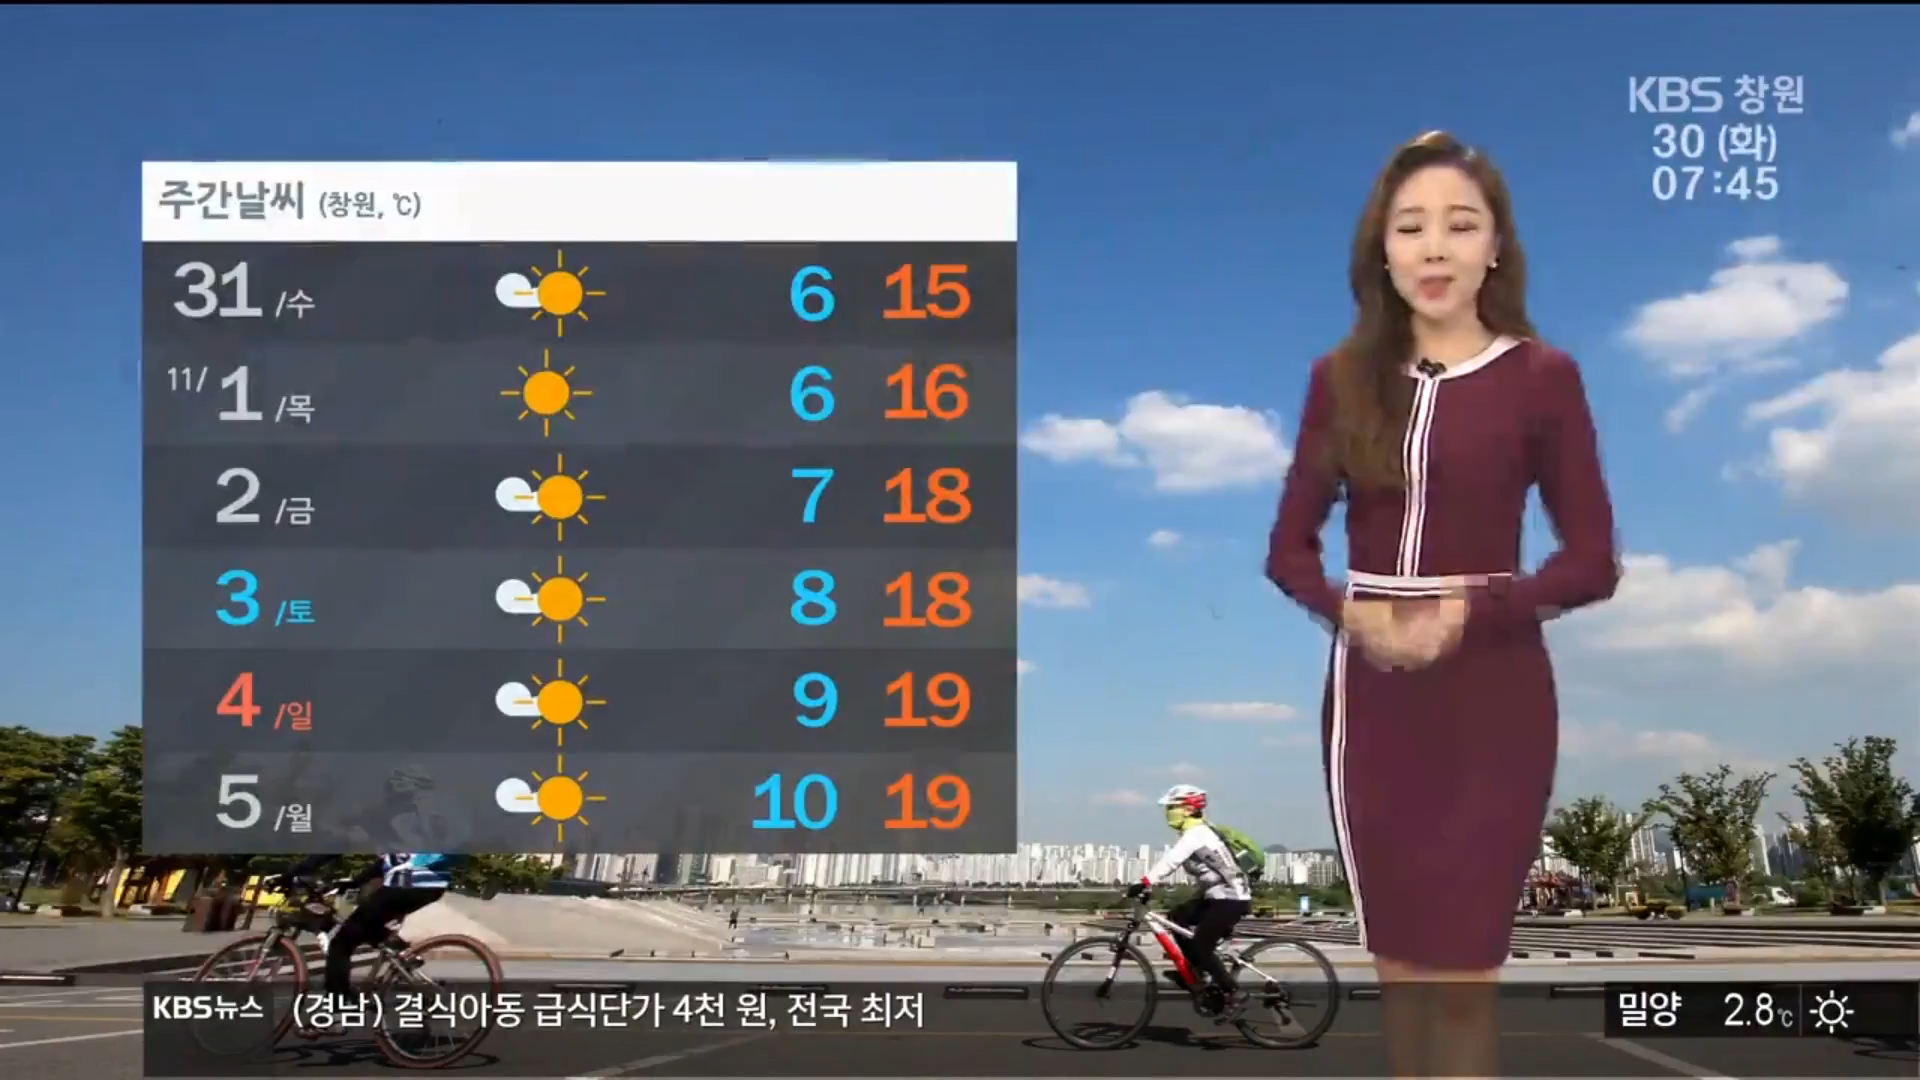 KBS 창원
30 (화)
07:45
주간날씨 (창원, ℃)
31 /수 6 15
11/ 1 /목 6 16
2 /금 7 18
3 /토 8 18
4 /일 9 19
5 /월 10 19
KBS뉴스 (경남) 결식아동 급식단가 4천 원, 전국 최저
밀양 2.8℃